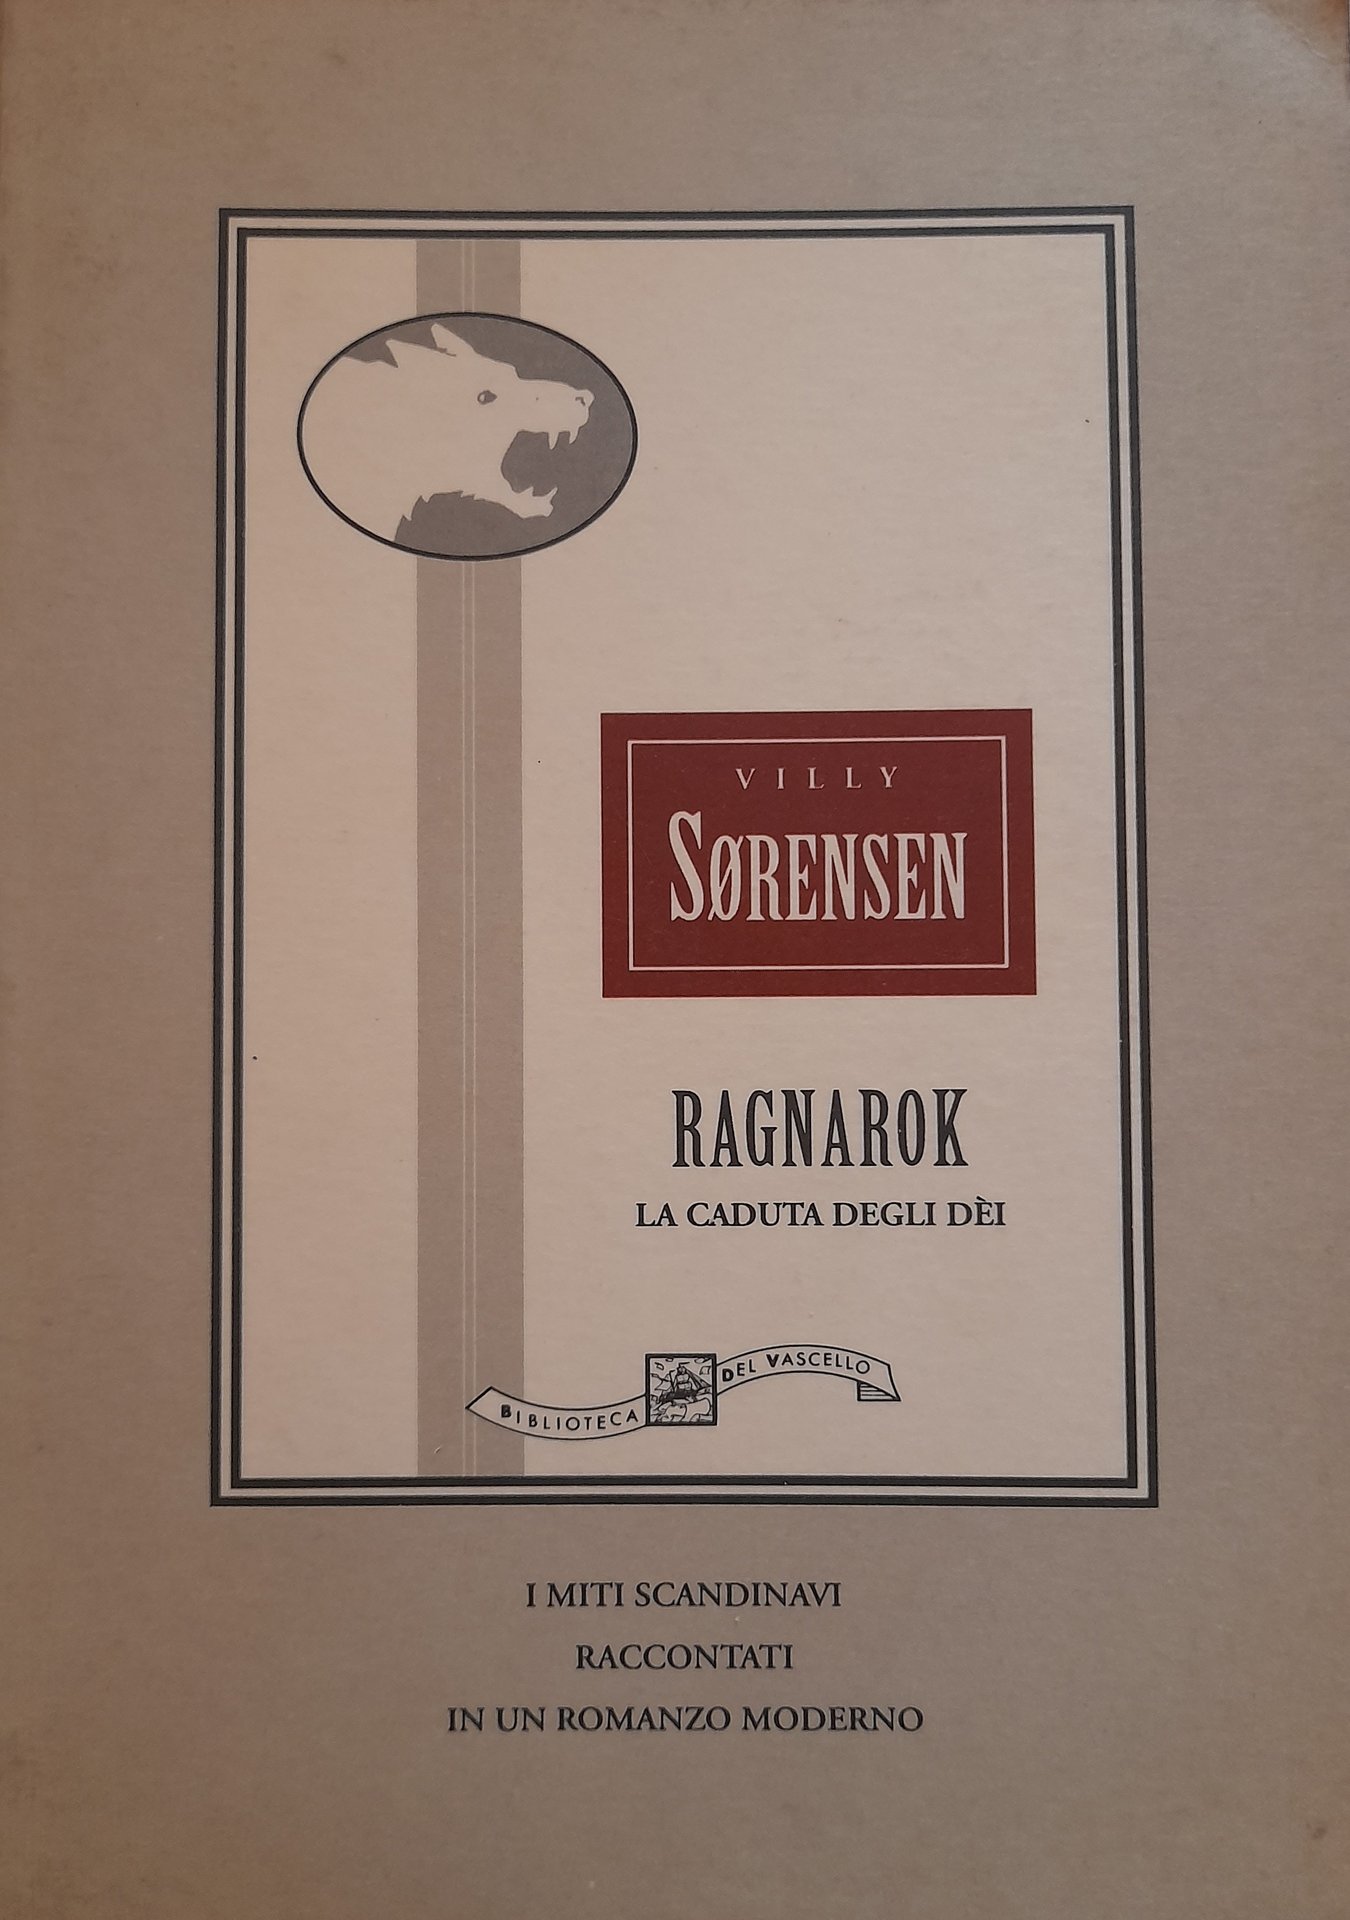 VILLY
SØRENSEN
RAGNAROK
LA CADUTA DEGLI DÈI
BIBLIOTECA DEL VASCELLO
I MITI SCANDINAVI
RACCONTATI
IN UN ROMANZO MODERNO